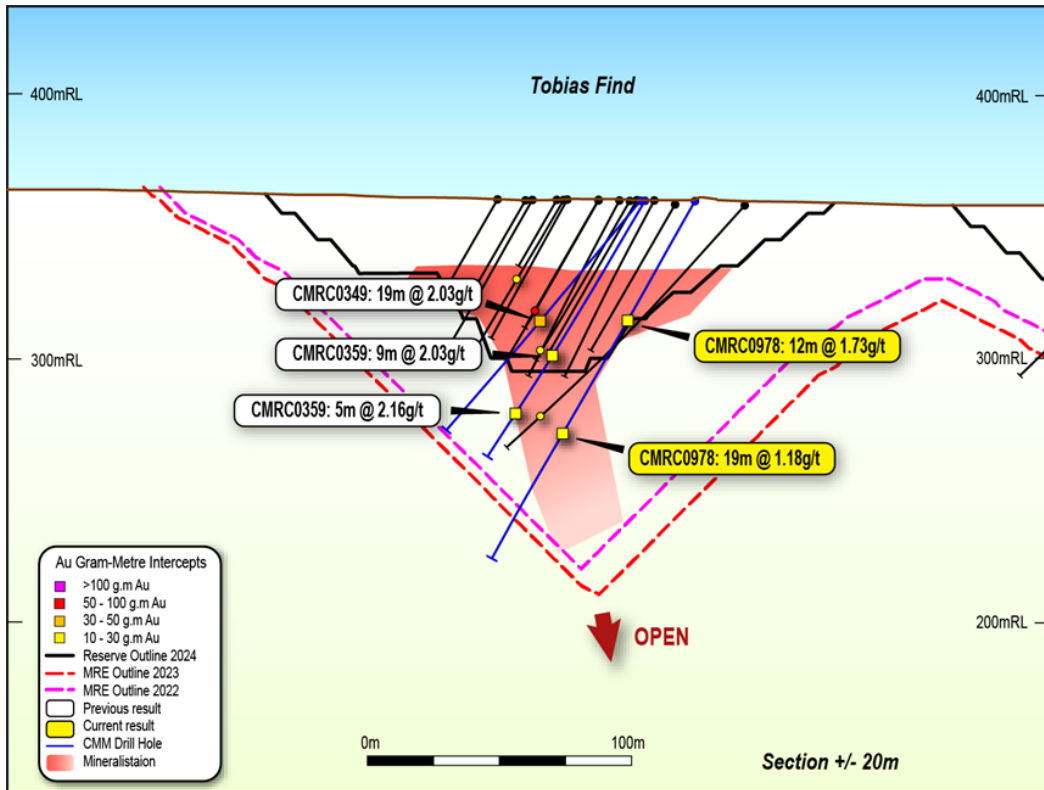 Tobias Find
400mRL
400mRL
CMRC0349: 19m @ 2.03g/t
CMRC0978: 12m @ 1.73g/t
300mRL
CMRC0359: 9m @ 2.03g/t
300mRL
CMRC0359: 5m @ 2.16g/t
CMRC0978: 19m @ 1.18g/t
Au Gram-Metre Intercepts
>100 g.m Au
50 - 100 g.m Au
30 - 50 g.m Au
10 - 30 g.m Au
Reserve Outline 2024
MRE Outline 2023
MRE Outline 2022
Previous result
Current result
CMM Drill Hole
Mineralistaion
200mRL
OPEN
0m
100m
Section +/- 20m